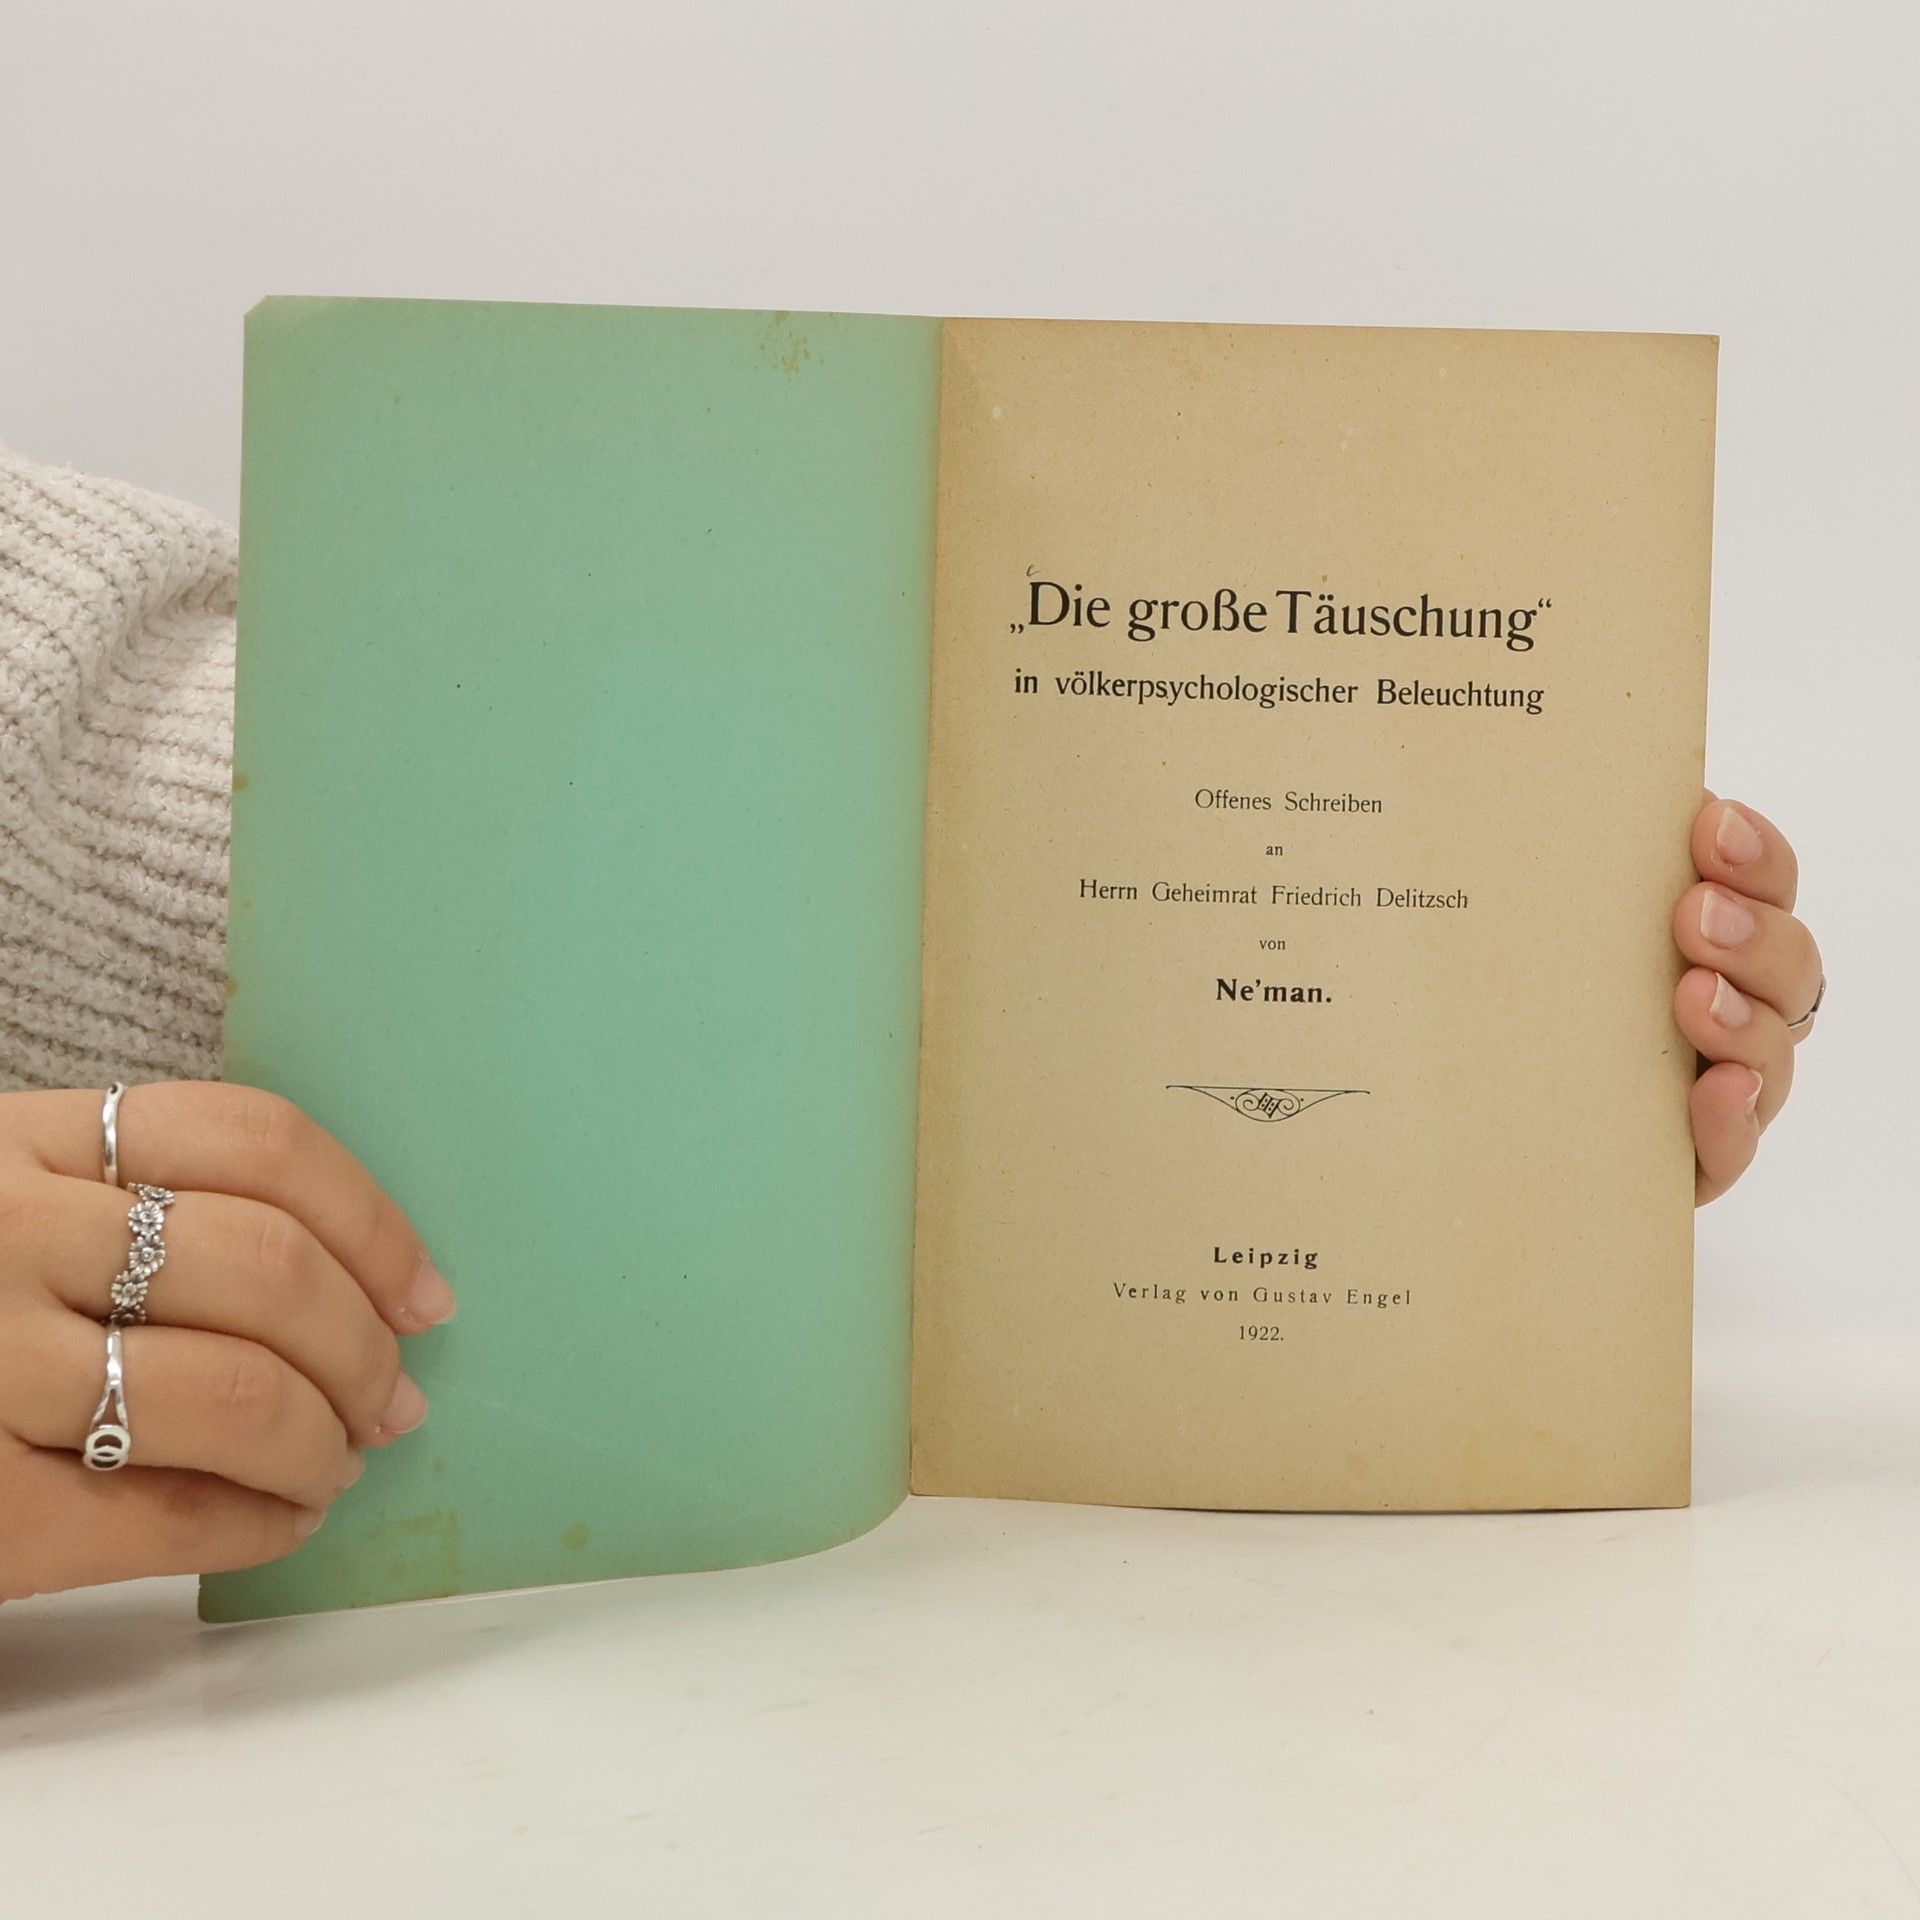 „Die große Täuschung“
in völkerpsychologischer Beleuchtung
Offenes Schreiben
an
Herrn Geheimrat Friedrich Delitzsch
von
Ne’man.
Leipzig
Verlag von Gustav Engel
1922.